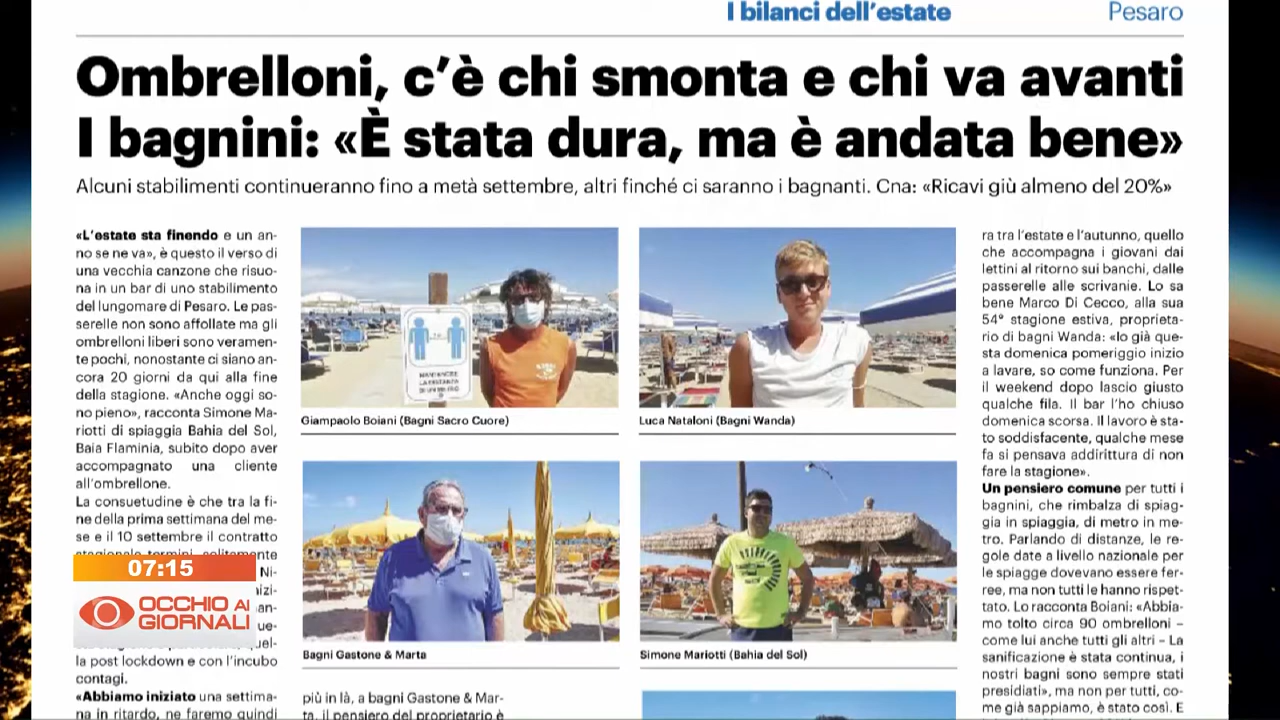 I bilanci dell'estate
Pesaro
Ombrelloni, c'è chi smonta e chi va avanti
I bagnini: «È stata dura, ma è andata bene»
Alcuni stabilimenti continueranno fino a metà settembre, altri finché ci saranno i bagnanti. Cna: «Ricavi giù almeno del 20%»
«L'estate sta finendo e un an-
no se ne va», è questo il verso di
una vecchia canzone che risuo-
na in un bar di uno stabilimento
del lungomare di Pesaro. Le pas-
serelle non sono affollate ma gli
ombrelloni liberi sono veramen-
te pochi, nonostante ci siano an-
cora 20 giorni da qui alla fine
della stagione. «Anche oggi so-
no pieno», racconta Simone Ma-
riotti di spiaggia Bahia del Sol,
Baia Flaminia, subito dopo aver
accompagnato una cliente
all'ombrellone.
La consuetudine è che tra la fi-
ne della prima settimana del me-
se e il 10 settembre il contratto
stagionale termini, solitamente
07:15
OCCHIO AI
GIORNALI
la post lockdown e con l'incubo
contagi.
«Abbiamo iniziato una settima-
na in ritardo, ne faremo quindi
MANTENERE
LA DISTANZA
DI UN METRO
Giampaolo Boiani (Bagni Sacro Cuore)
Luca Nataloni (Bagni Wanda)
Bagni Gastone & Marta
Simone Mariotti (Bahia del Sol)
più in là, a bagni Gastone & Mar-
ta, il pensiero del proprietario è
ra tra l'estate e l'autunno, quello
che accompagna i giovani dai
lettini al ritorno sui banchi, dalle
passerelle alle scrivanie. Lo sa
bene Marco Di Cecco, alla sua
54ª stagione estiva, proprieta-
rio di bagni Wanda: «Io già que-
sta domenica pomeriggio inizio
a lavare, so come funziona. Per
il weekend dopo lascio giusto
qualche fila. Il bar l'ho chiuso
domenica scorsa. Il lavoro è sta-
to soddisfacente, qualche mese
fa si pensava addirittura di non
fare la stagione».
Un pensiero comune per tutti i
bagnini, che rimbalza di spiag-
gia in spiaggia, di metro in me-
tro. Parlando di distanze, le re-
gole date a livello nazionale per
le spiagge dovevano essere fer-
ree, ma non tutti le hanno rispet-
tato. Lo racconta Boiani: «Abbia-
mo tolto circa 90 ombrelloni –
come lui anche tutti gli altri – La
sanificazione è stata continua, i
nostri bagni sono sempre stati
presidiati», ma non per tutti, co-
me già sappiamo, è stato così. E